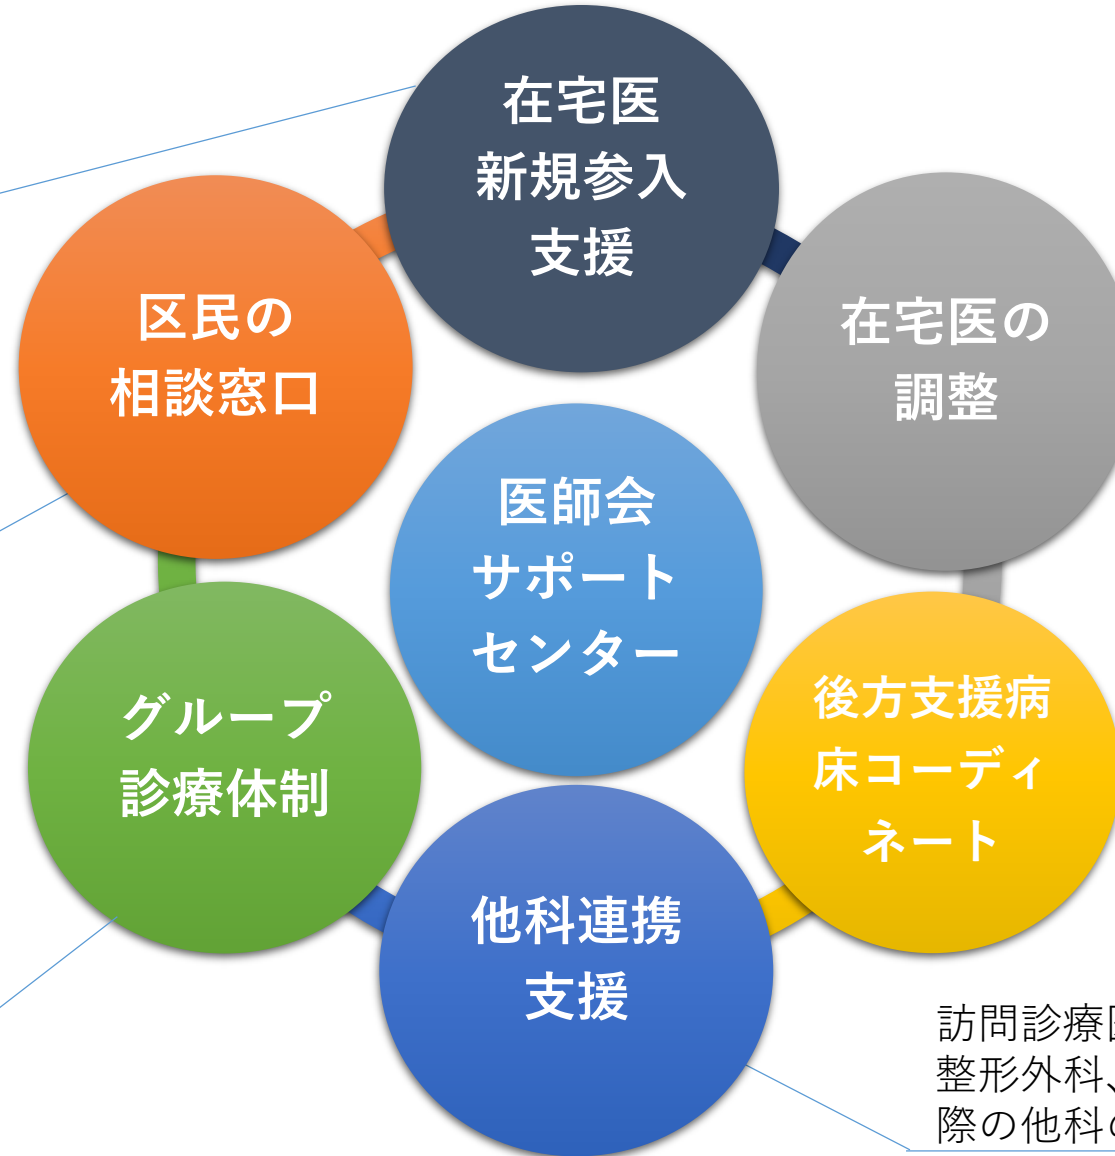 在宅医
新規参入
支援
区民の
相談窓口
在宅医の
調整
医師会
サポート
センター
グループ
診療体制
後方支援病
床コーディ
ネート
他科連携
支援
訪問診療
整形外科、
際の他科